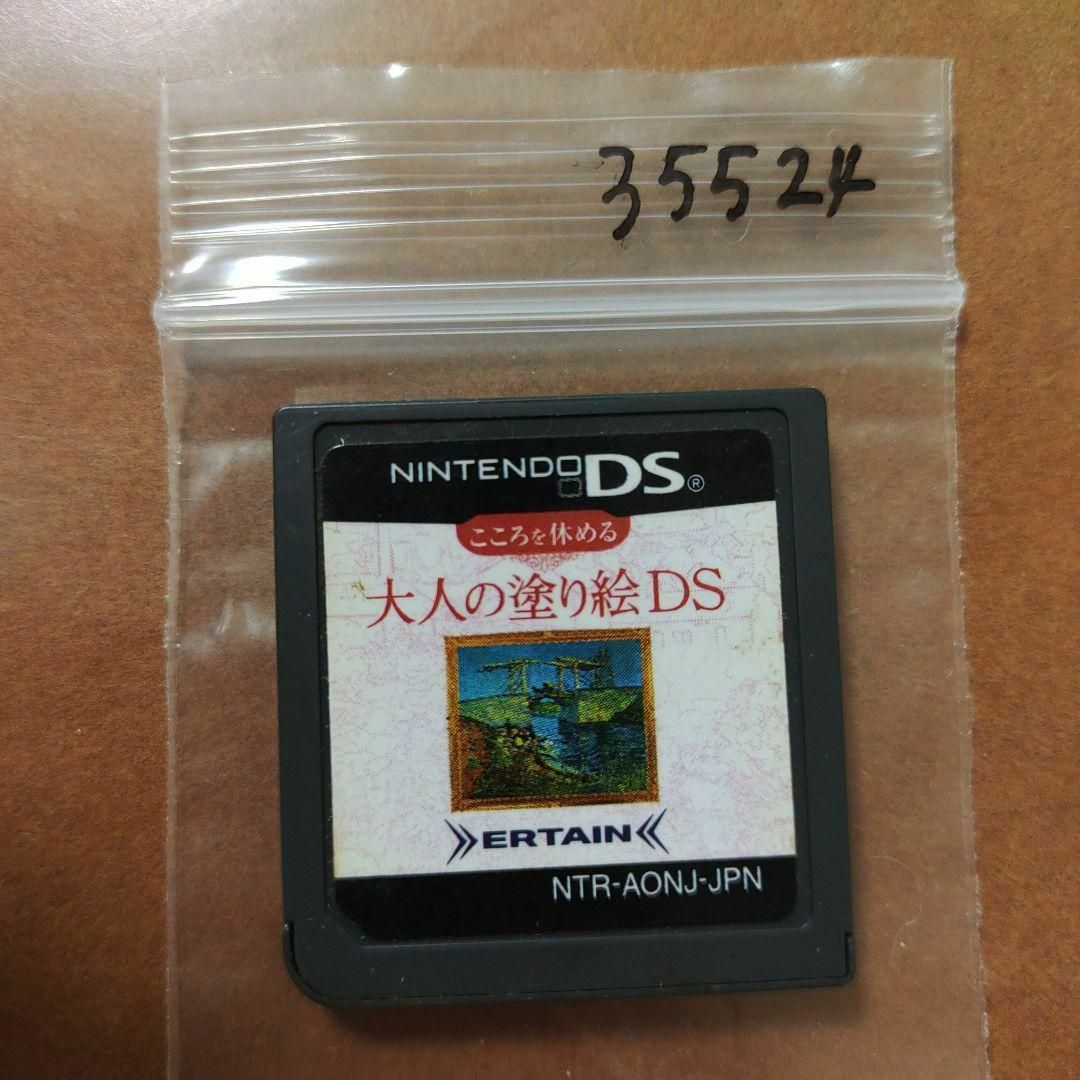 35524
NINTENDO DS®
こころを休める
大人の塗り絵DS
ERTAIN
NTR-AONJ-JPN